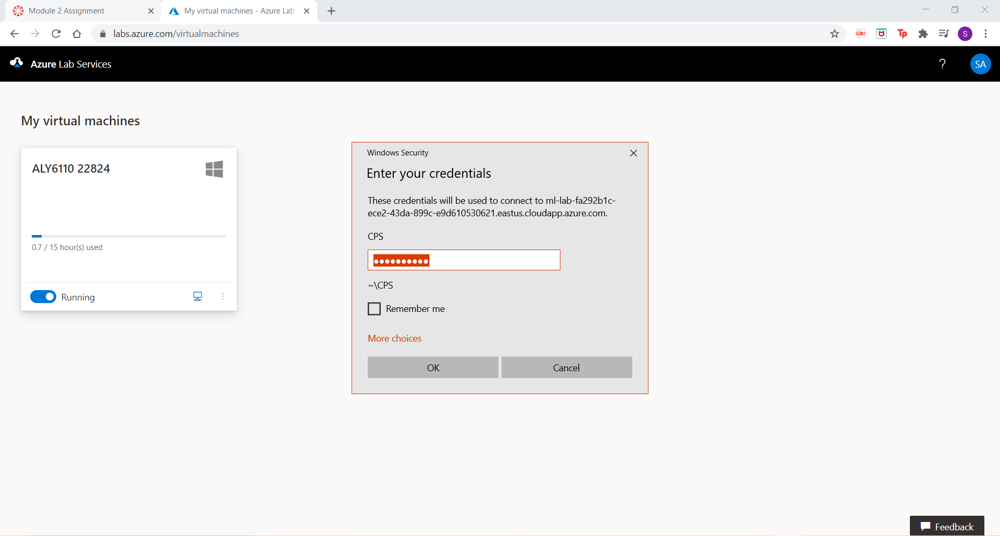 Module 2 Assignment
My virtual machines - Azure Lab
labs.azure.com/virtualmachines
Tp
S
Azure Lab Services
?
SA
My virtual machines
ALY6110 22824
0.7 / 15 hour(s) used
Running
Windows Security
Enter your credentials
These credentials will be used to connect to ml-lab-fa292b1c-
ece2-43da-899c-e9d610530621.eastus.cloudapp.azure.com.
CPS
●●●●●●●●●●
~\CPS
Remember me
More choices
OK
Cancel
Feedback